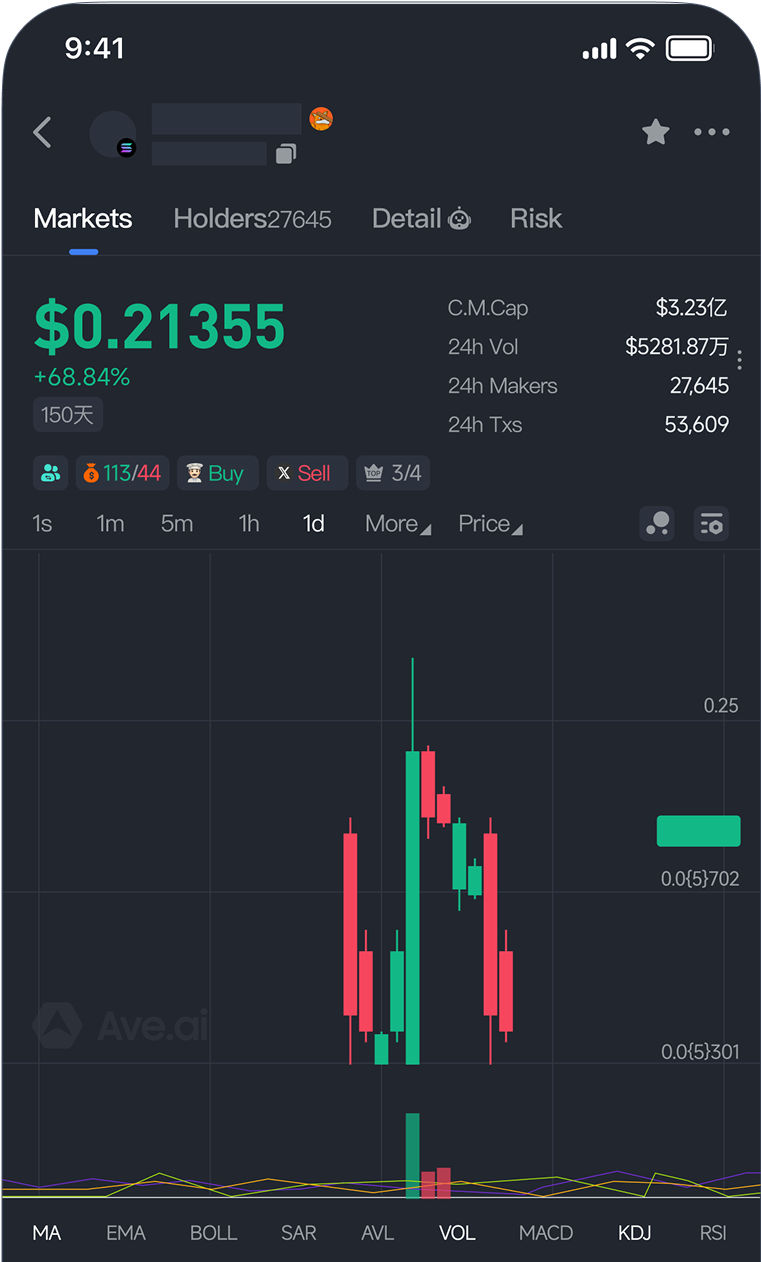 9:41
Markets Holders27645 Detail Risk
$0.21355
+68.84%
150天
C.M.Cap $3.23亿
24h Vol $5281.87万
24h Makers 27,645
24h Txs 53,609
113/44 Buy X Sell TOP 3/4
1s 1m 5m 1h 1d More Price
0.25
0.0{5}702
0.0{5}301
Ave.ai
MA EMA BOLL SAR AVL VOL MACD KDJ RSI